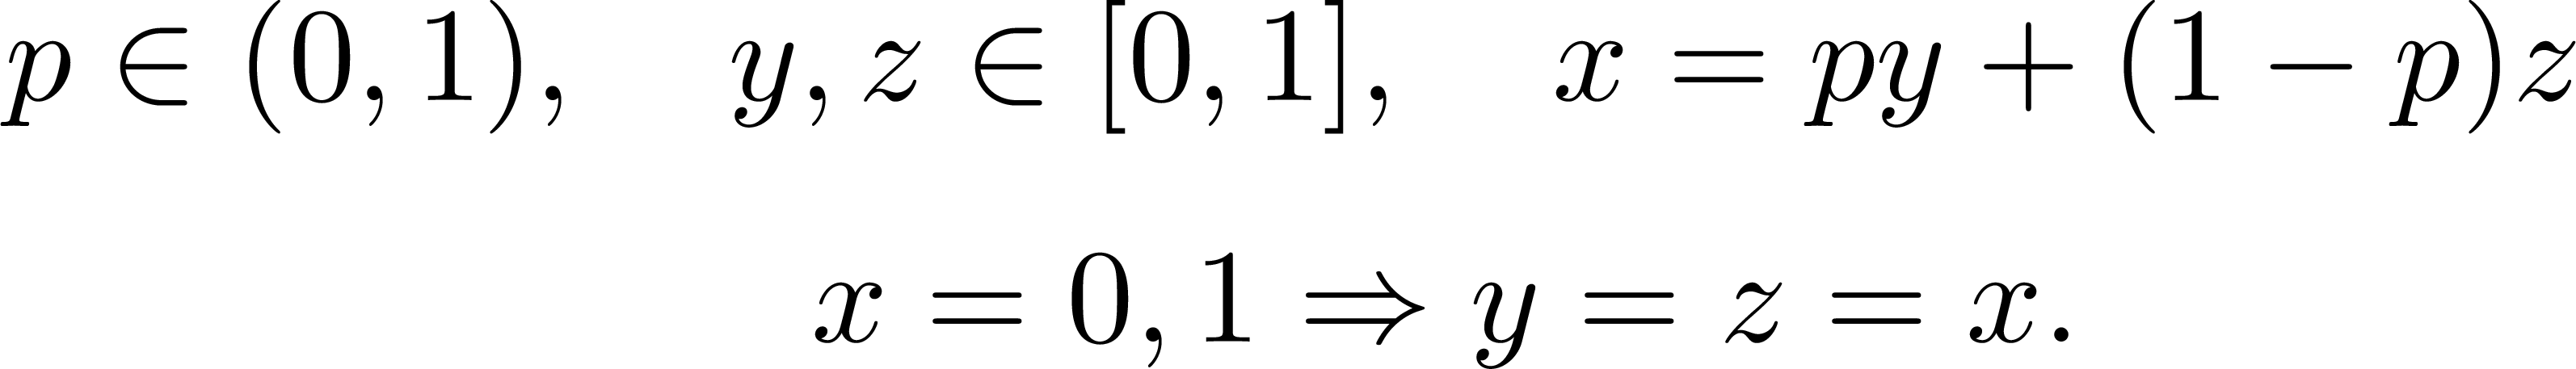 p ∈ (0, 1), y, z ∈ [0, 1], x = py + (1 − p)z
x = 0, 1 ⇒ y = z = x.